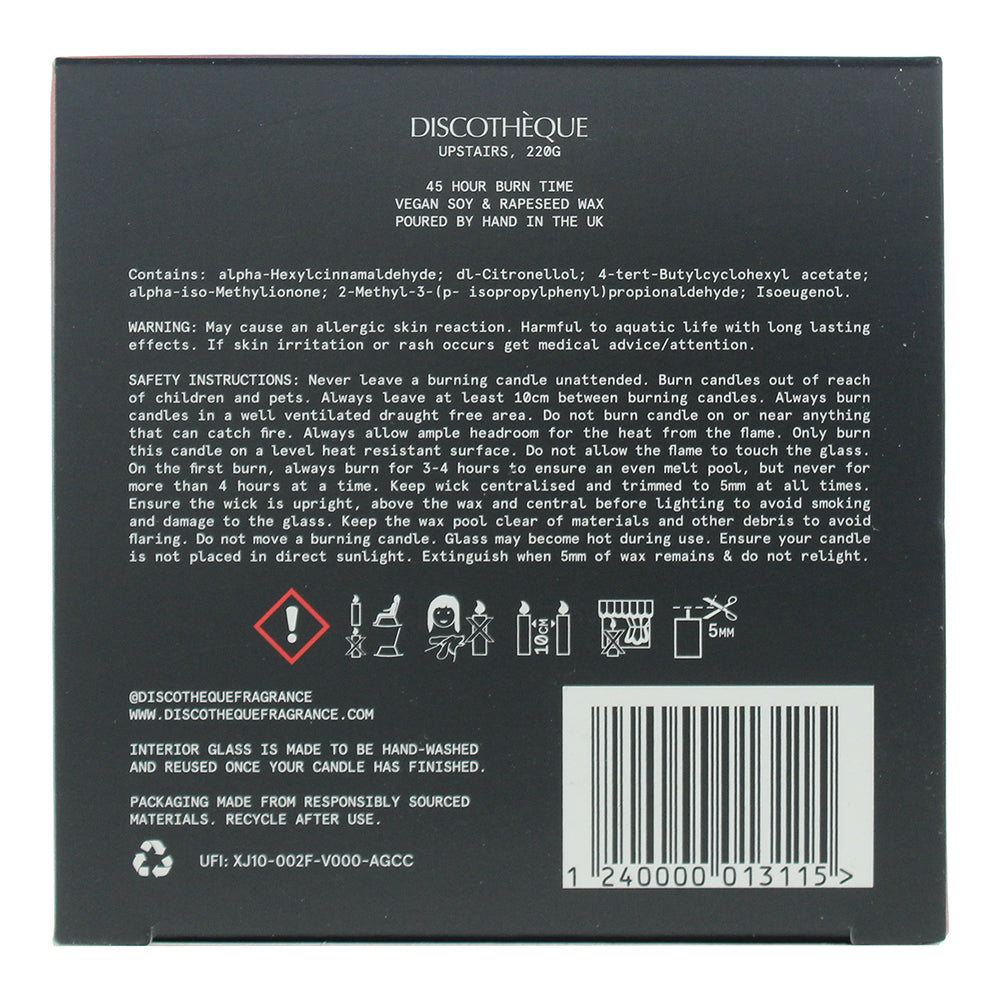 DISCOTHÈQUE
UPSTAIRS, 220G
45 HOUR BURN TIME
VEGAN SOY & RAPESEED WAX
POURED BY HAND IN THE UK
Contains: alpha-Hexylcinnamaldehyde; dl-Citronellol; 4-tert-Butylcyclohexyl acetate;
alpha-iso-Methylionone; 2-Methyl-3-(p- isopropylphenyl)propionaldehyde; Isoeugenol.
WARNING: May cause an allergic skin reaction. Harmful to aquatic life with long lasting
effects. If skin irritation or rash occurs get medical advice/attention.
SAFETY INSTRUCTIONS: Never leave a burning candle unattended. Burn candles out of reach
of children and pets. Always leave at least 10cm between burning candles. Always burn
candles in a well ventilated draught free area. Do not burn candle on or near anything
that can catch fire. Always allow ample headroom for the heat from the flame. Only burn
this candle on a level heat resistant surface. Do not allow the flame to touch the glass.
On the first burn, always burn for 3-4 hours to ensure an even melt pool, but never for
more than 4 hours at a time. Keep wick centralised and trimmed to 5mm at all times.
Ensure the wick is upright, above the wax and central before lighting to avoid smoking
and damage to the glass. Keep the wax pool clear of materials and other debris to avoid
flaring. Do not move a burning candle. Glass may become hot during use. Ensure your candle
is not placed in direct sunlight. Extinguish when 5mm of wax remains & do not relight.
!
10CM
5MM
@DISCOTHEQUEFRAGRANCE
WWW.DISCOTHEQUEFRAGRANCE.COM
INTERIOR GLASS IS MADE TO BE HAND-WASHED
AND REUSED ONCE YOUR CANDLE HAS FINISHED.
PACKAGING MADE FROM RESPONSIBLY SOURCED
MATERIALS. RECYCLE AFTER USE.
UFI: XJ10-002F-V000-AGCC
1 240000 013115 >